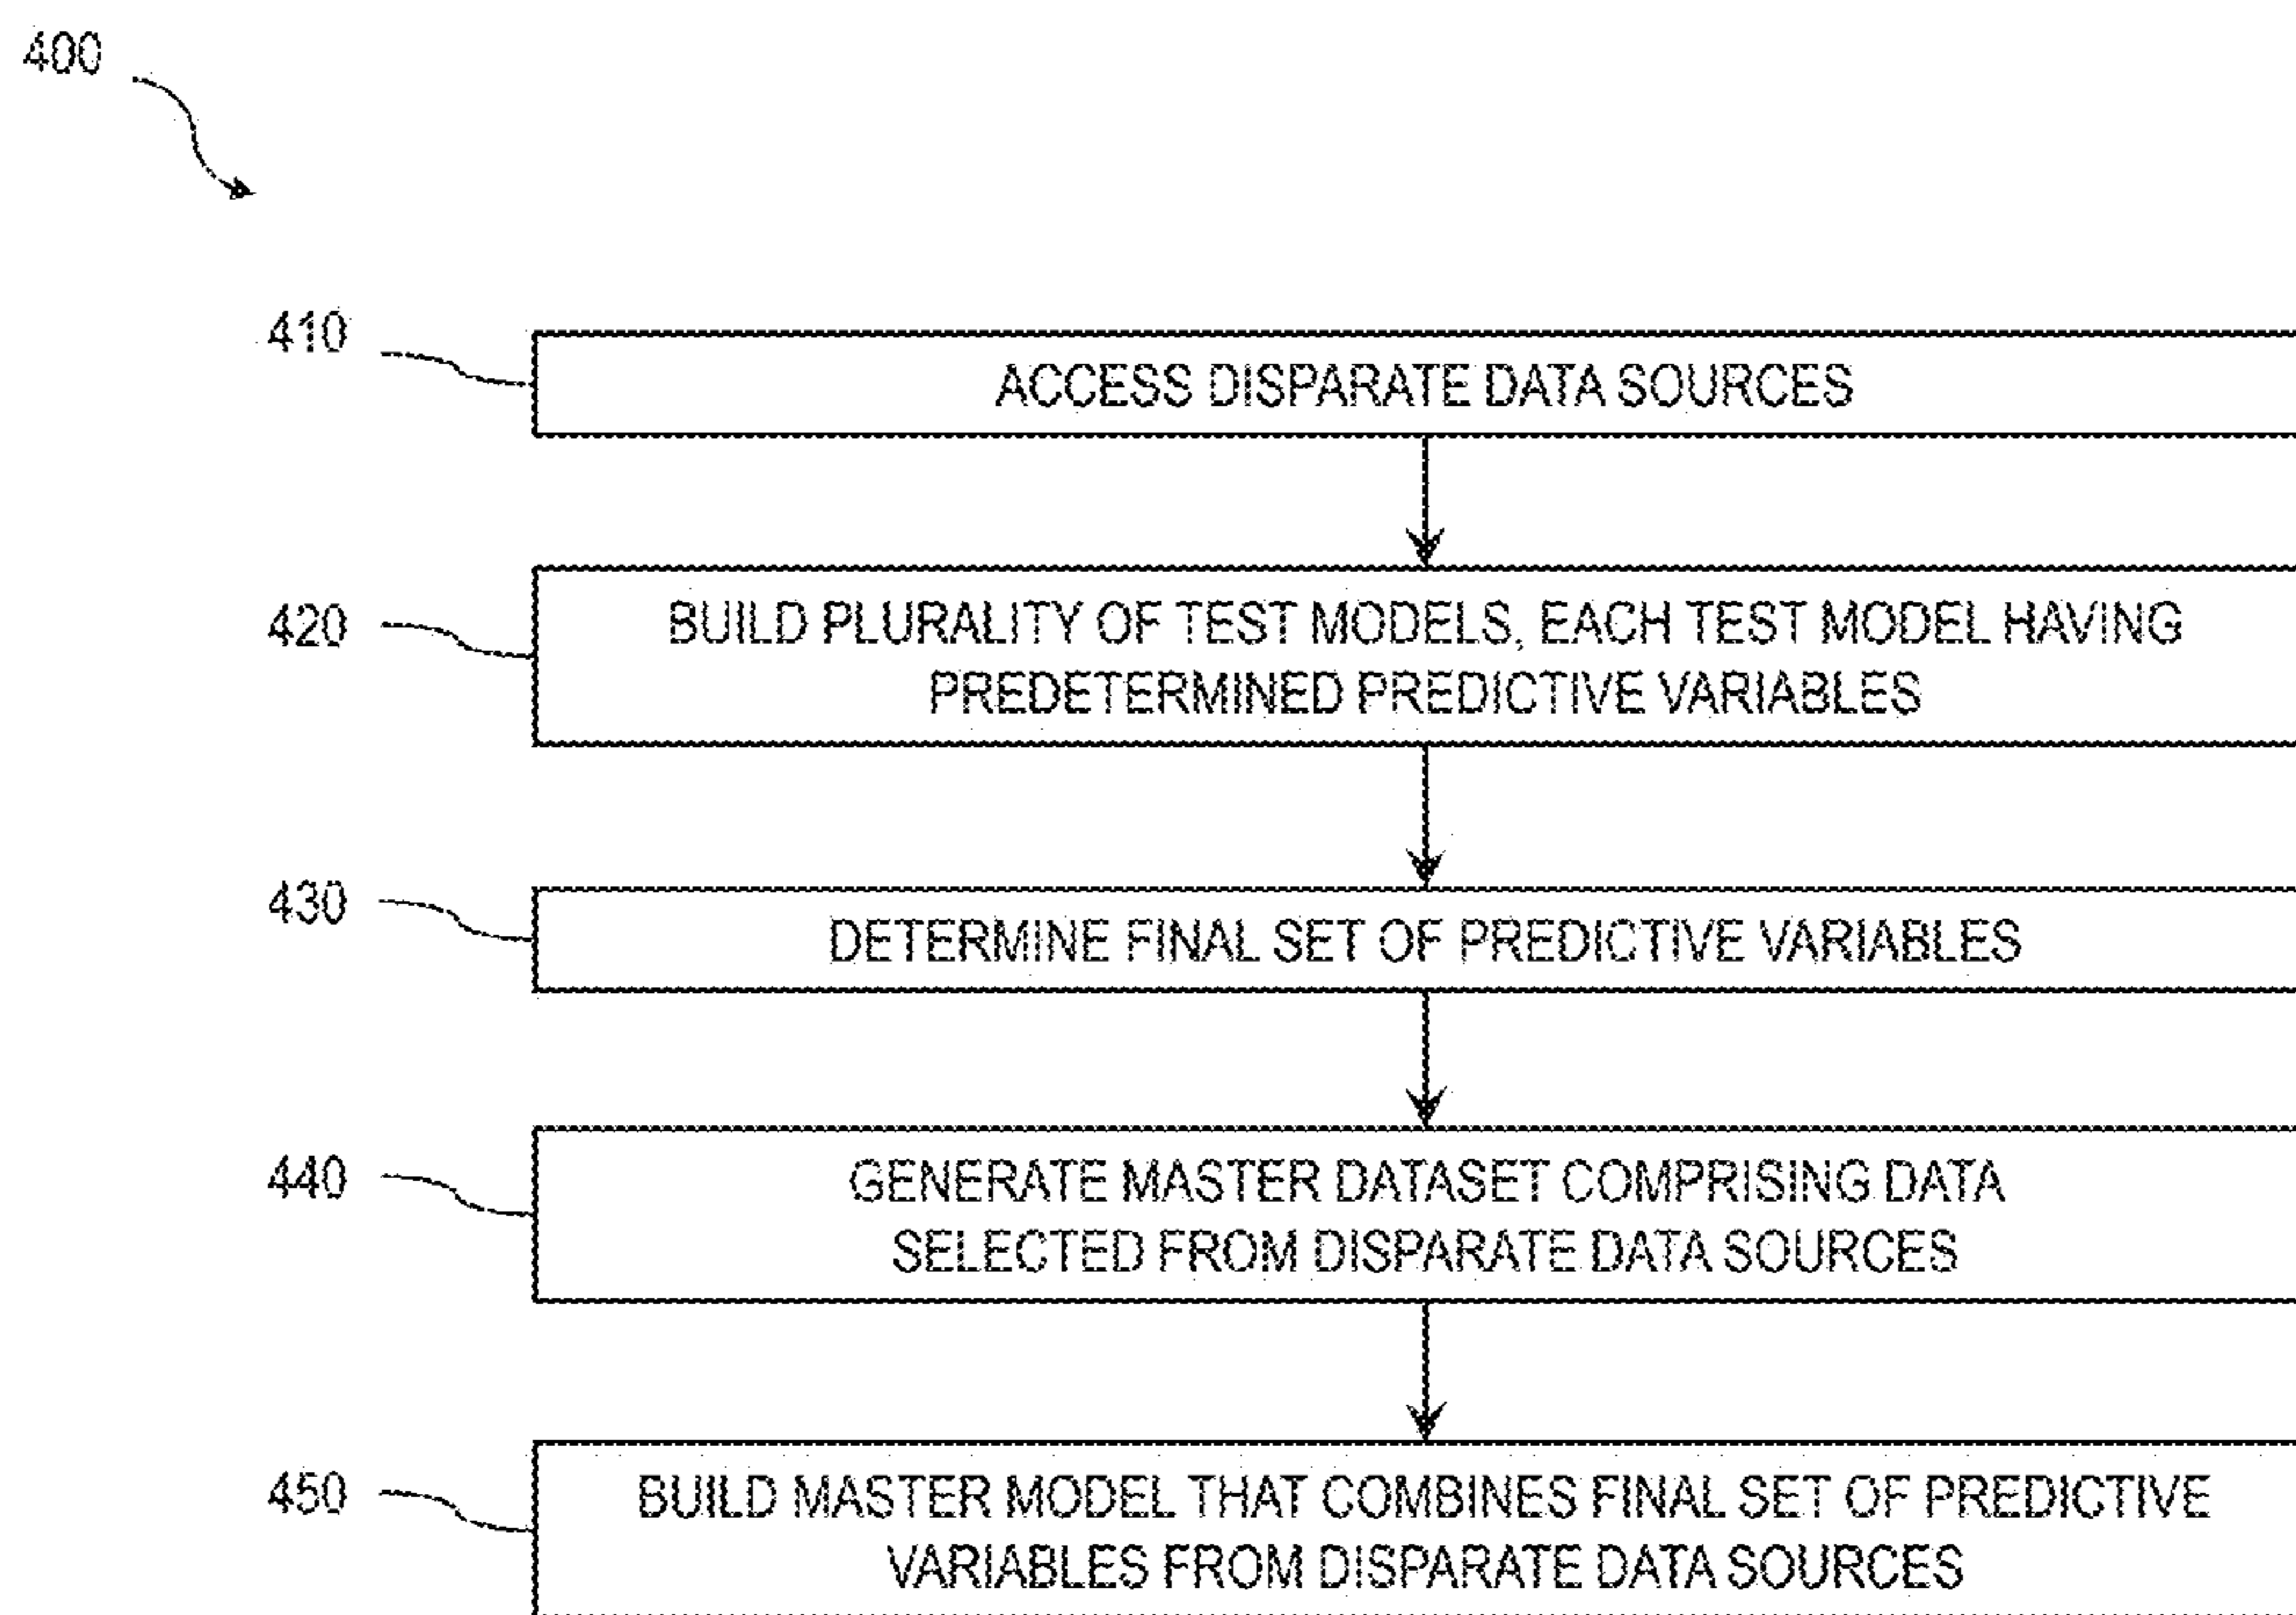 400
410
ACCESS DISPARATE DATA SOURCES
420
BUILD PLURALITY OF TEST MODELS, EACH TEST MODEL HAVING
PREDETERMINED PREDICTIVE VARIABLES
430
DETERMINE FINAL SET OF PREDICTIVE VARIABLES
440
GENERATE MASTER DATASET COMPRISING DATA
SELECTED FROM DISPARATE DATA SOURCES
450
BUILD MASTER MODEL THAT COMBINES FINAL SET OF PREDICTIVE
VARIABLES FROM DISPARATE DATA SOURCES